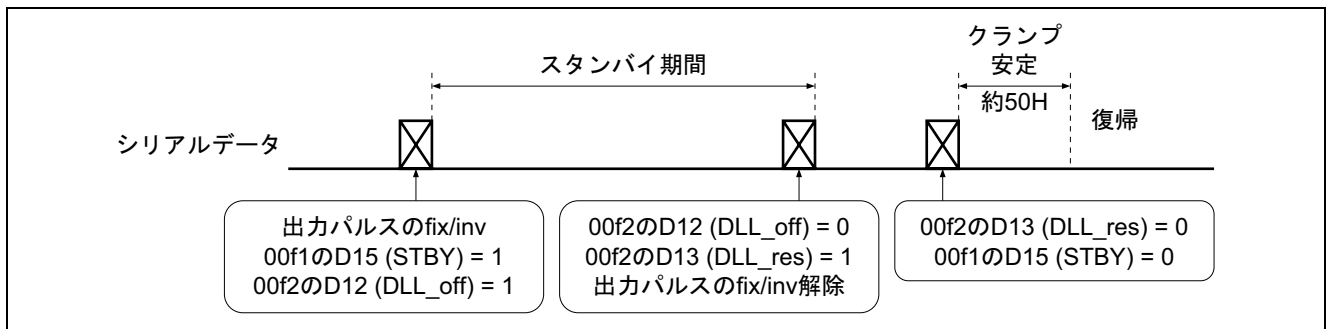 クランプ
安定
スタンバイ期間
約50H
復帰
シリアルデータ
出力パルスのfix/inv
00f1のD15 (STBY) = 1
00f2のD12 (DLL_off) = 1
00f2のD12 (DLL_off) = 0
00f2のD13 (DLL_res) = 1
出力パルスのfix/inv解除
00f2のD13 (DLL_res) = 0
00f1のD15 (STBY) = 0